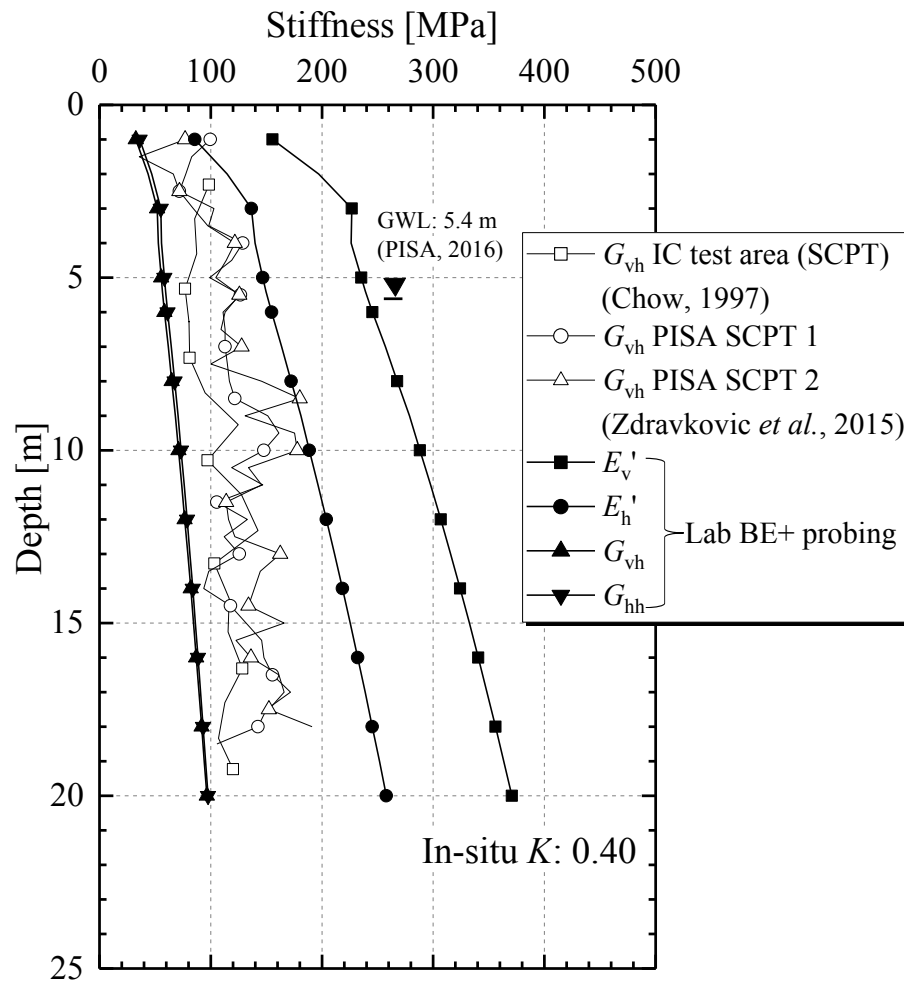 Stiffness [MPa]
0 100 200 300 400 500
0
5
10
15
20
25
Depth [m]
GWL: 5.4 m
(PISA, 2016)
G_vh IC test area (SCPT)
(Chow, 1997)
G_vh PISA SCPT 1
G_vh PISA SCPT 2
(Zdravkovic et al., 2015)
E_v'
E_h'
G_vh
G_hh
Lab BE+ probing
In-situ K: 0.40